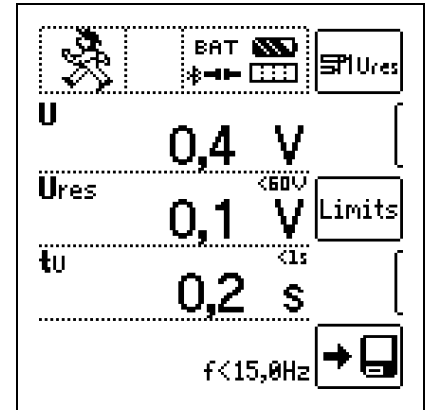 BAT
Ures
U
0,4 V
Ures <60V
0,1 V
Limits
tU <1s
0,2 s
f<15,0Hz